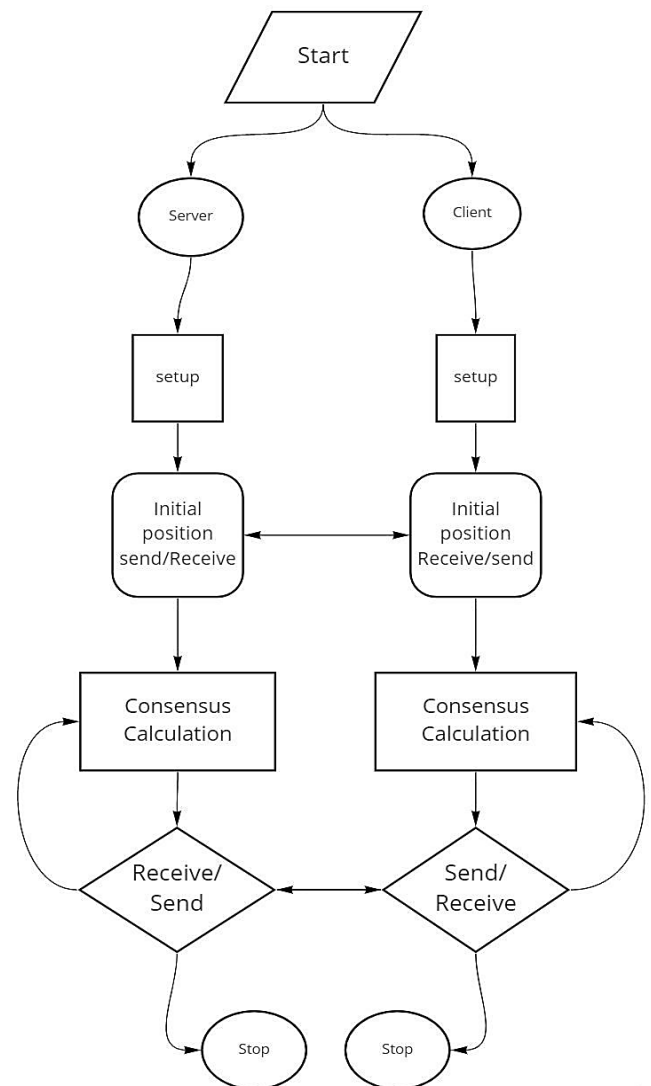 Start
Server
Client
setup
setup
Initial
position
send/Receive
Initial
position
Receive/send
Consensus
Calculation
Consensus
Calculation
Receive/
Send
Send/
Receive
Stop
Stop